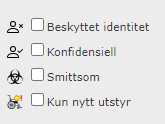 Beskyttet identitet
Konfidensiell
Smittsom
Kun nytt utstyr